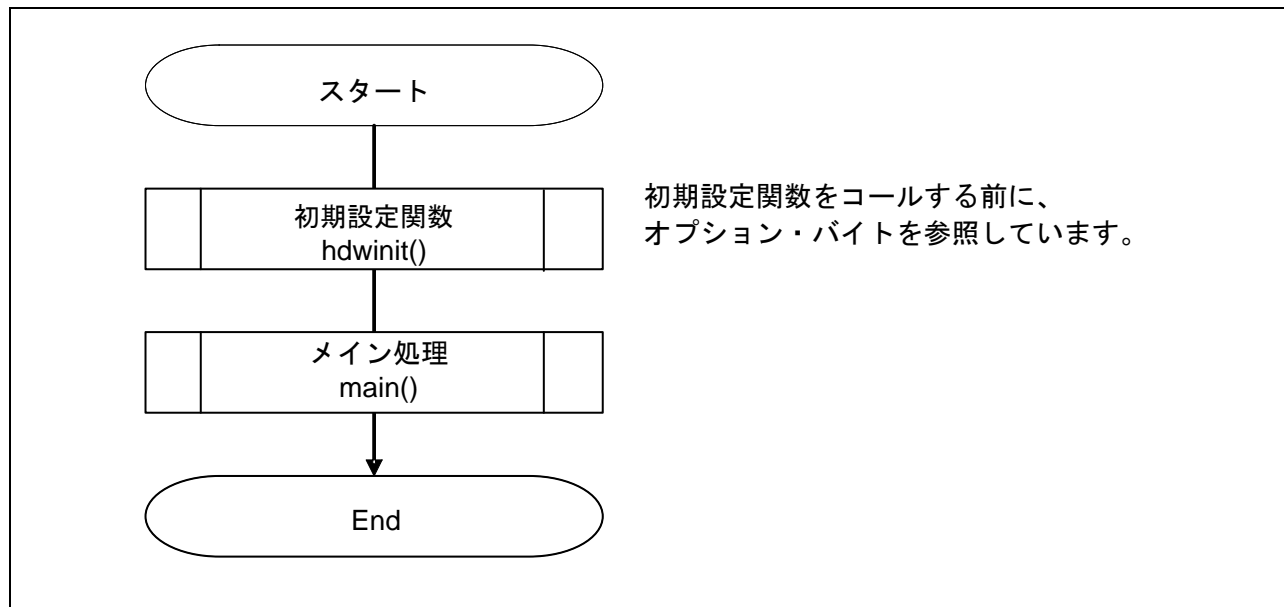 スタート
初期設定関数
hdwinit()
初期設定関数をコールする前に、
オプション・バイトを参照しています。
メイン処理
main()
End